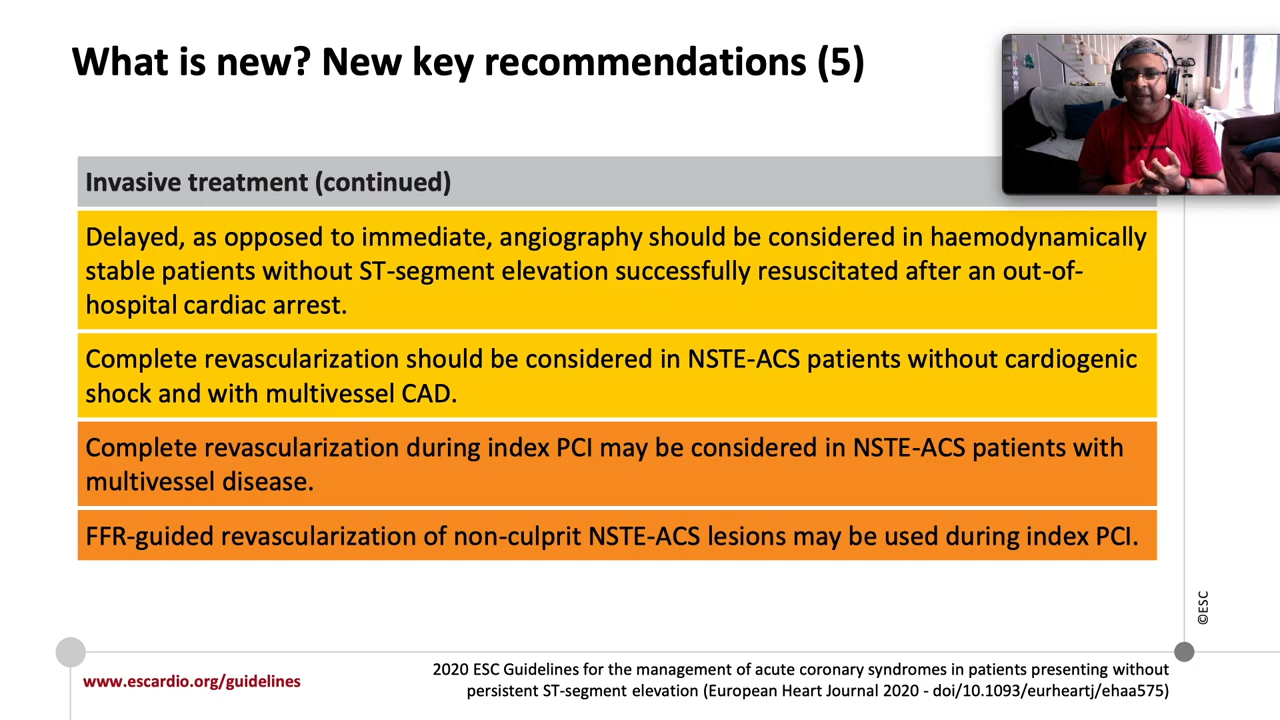 What is new? New key recommendations (5)
Invasive treatment (continued)
Delayed, as opposed to immediate, angiography should be considered in haemodynamically
stable patients without ST-segment elevation successfully resuscitated after an out-of-
hospital cardiac arrest.
Complete revascularization should be considered in NSTE-ACS patients without cardiogenic
shock and with multivessel CAD.
Complete revascularization during index PCI may be considered in NSTE-ACS patients with
multivessel disease.
FFR-guided revascularization of non-culprit NSTE-ACS lesions may be used during index PCI.
©ESC
www.escardio.org/guidelines
2020 ESC Guidelines for the management of acute coronary syndromes in patients presenting without
persistent ST-segment elevation (European Heart Journal 2020 - doi/10.1093/eurheartj/ehaa575)